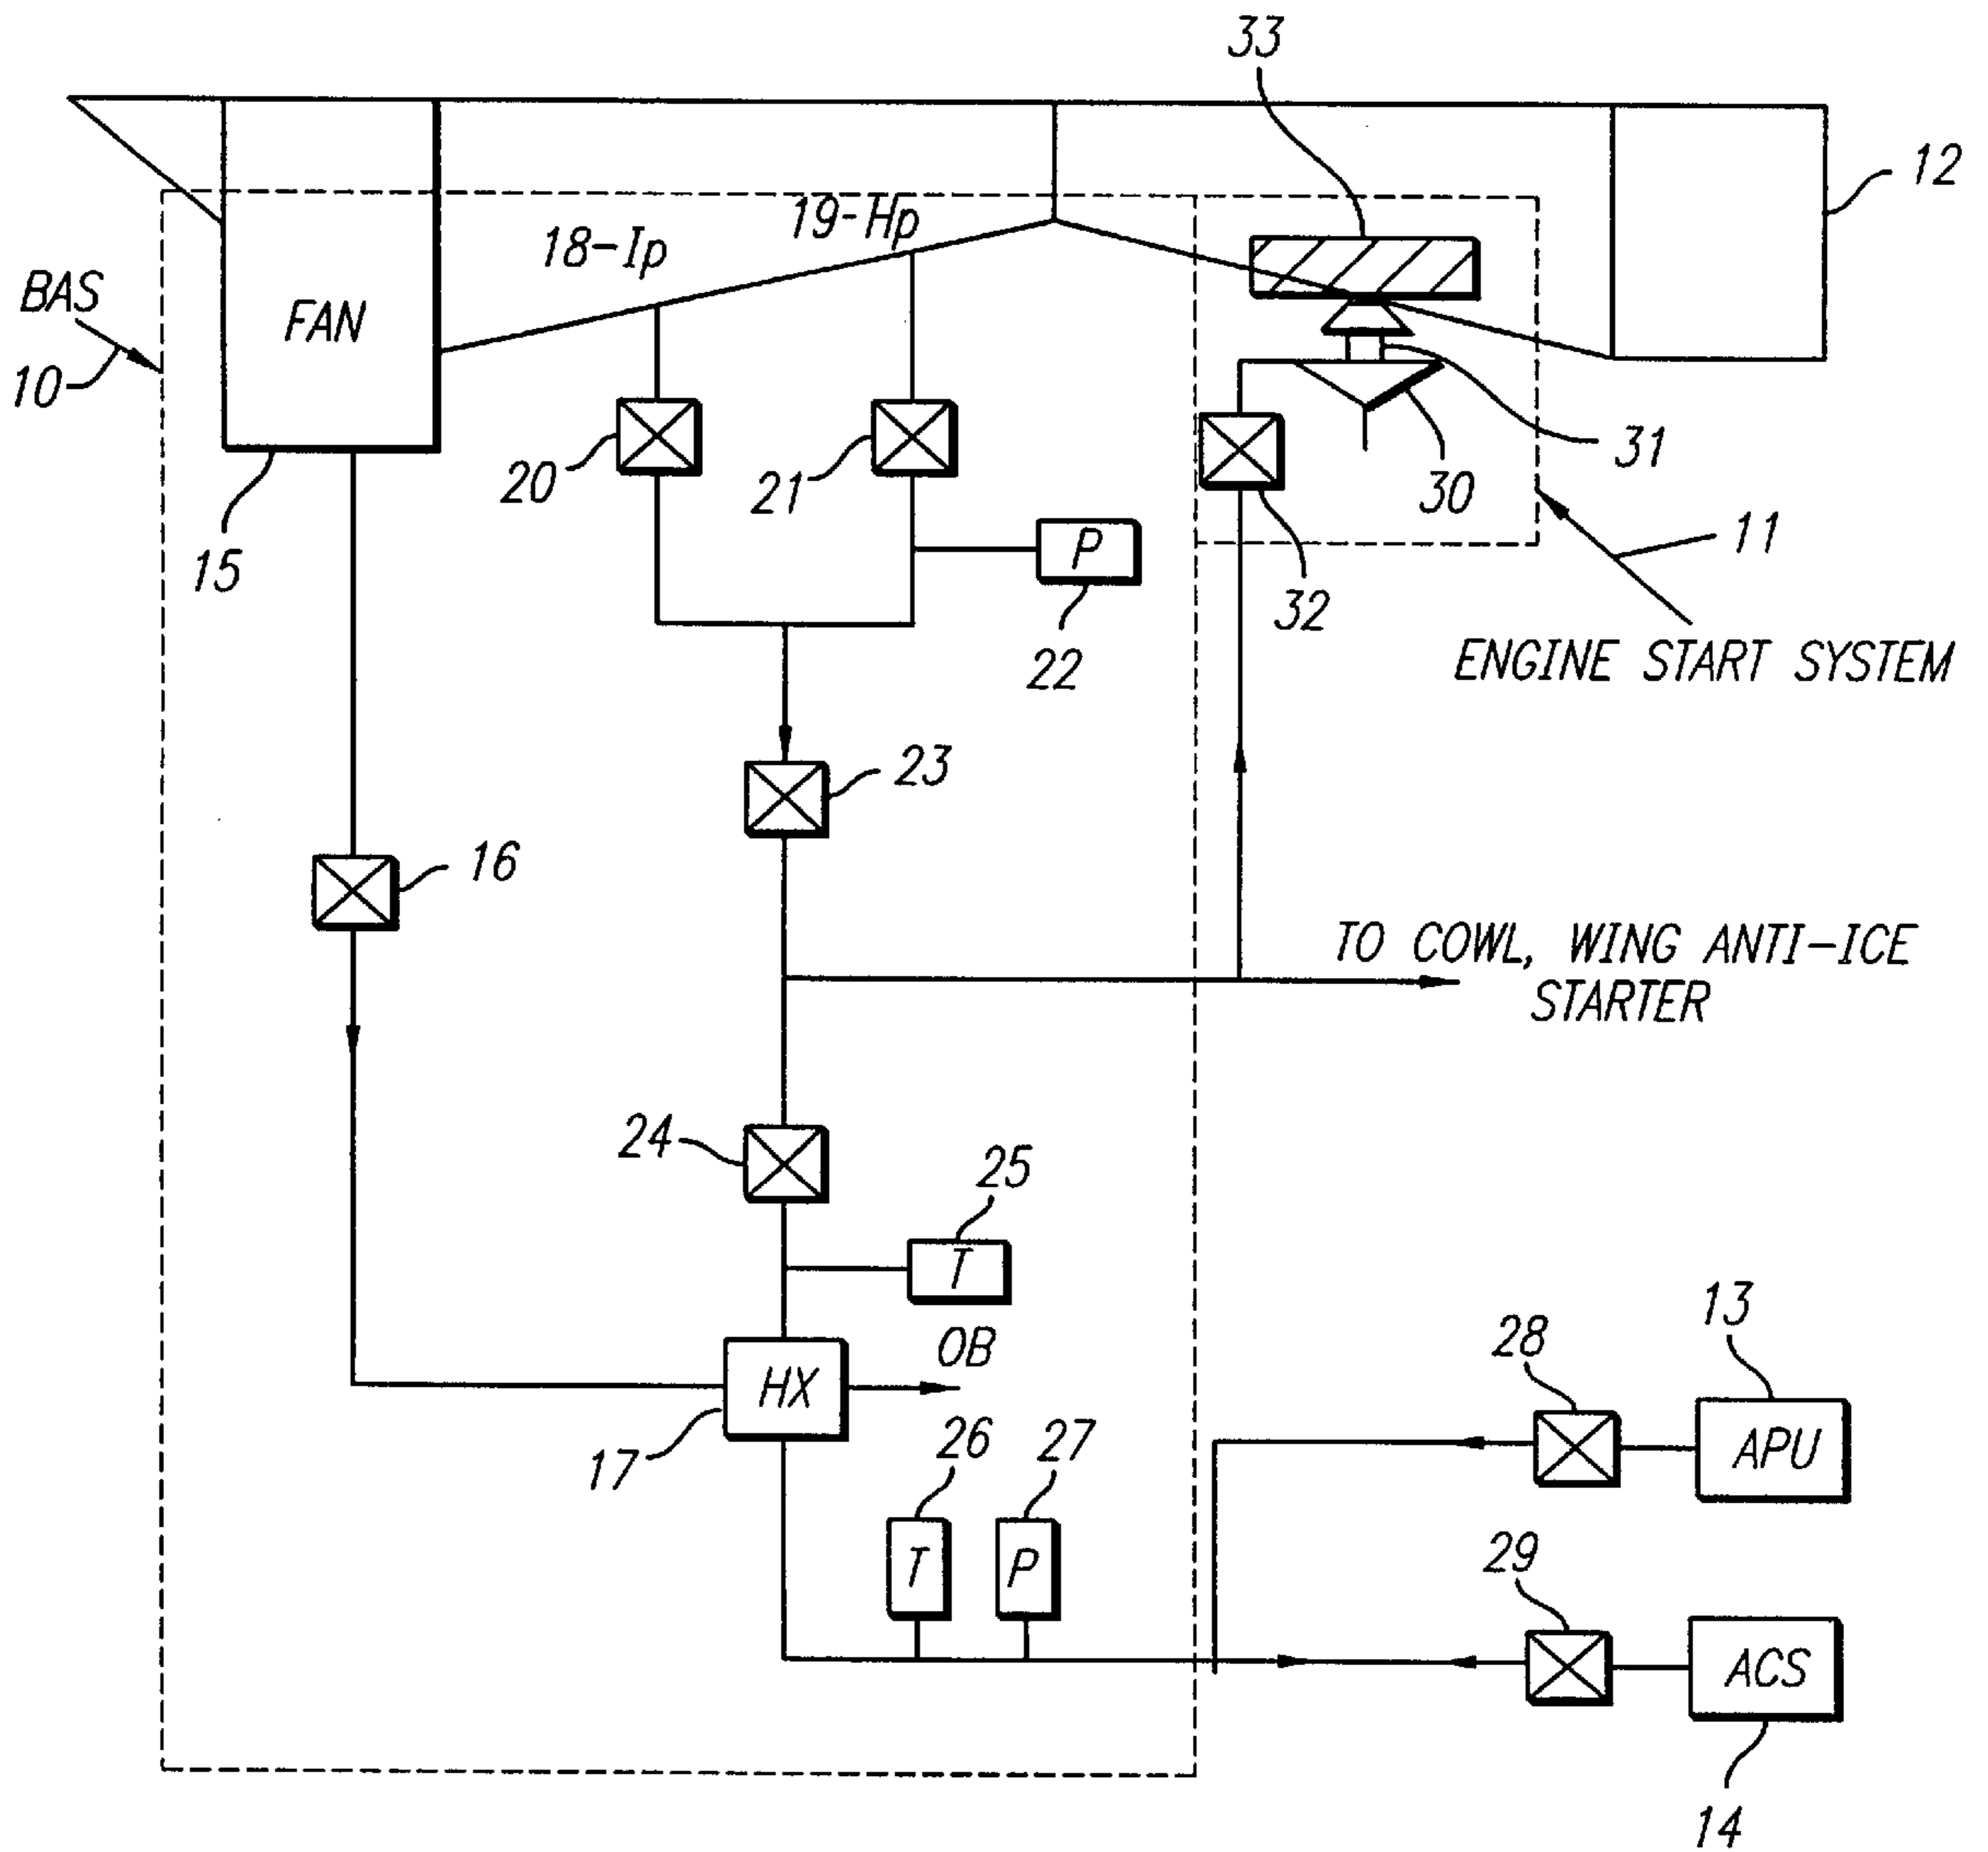 33
12
19-Hp
18-Ip
BAS
10
FAN
20
21
31
30
11
15
P
22
32
ENGINE START SYSTEM
23
16
TO COWL, WING ANTI-ICE
STARTER
24
25
T
OB
HX
17
13
28
APU
26
27
T
P
29
ACS
14